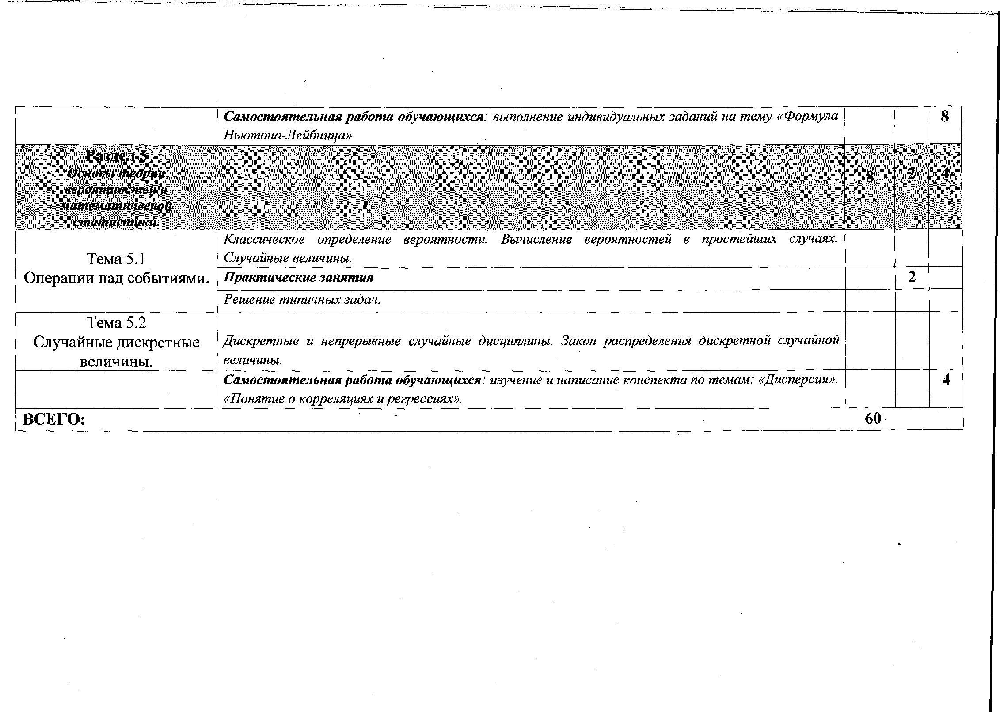 Самостоятельная работа обучающихся: выполнение индивидуальных заданий на тему «Формула 8
Ньютона-Лейбница»
Раздел 5
Основы теории
вероятностей и
математической
статистики.
8 2 4
Тема 5.1
Операции над событиями.
Классическое определение вероятности. Вычисление вероятностей в простейших случаях.
Случайные величины.
Практические занятия 2
Решение типичных задач.
Тема 5.2
Случайные дискретные
величины.
Дискретные и непрерывные случайные дисциплины. Закон распределения дискретной случайной
величины.
Самостоятельная работа обучающихся: изучение и написание конспекта по темам: «Дисперсия», 4
«Понятие о корреляциях и регрессиях».
ВСЕГО: 60